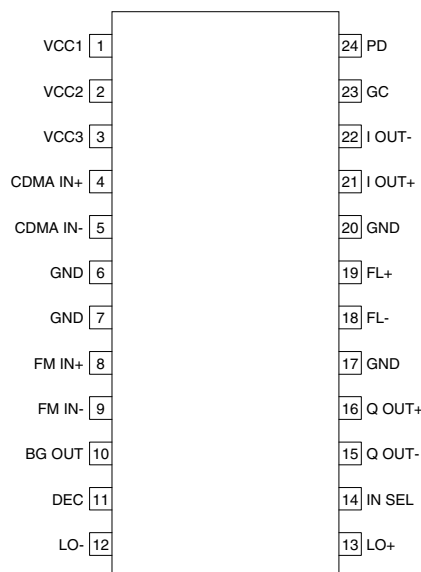 VCC1 1
24 PD
VCC2 2
23 GC
VCC3 3
22 I OUT-
CDMA IN+ 4
21 I OUT+
CDMA IN- 5
20 GND
GND 6
19 FL+
GND 7
18 FL-
FM IN+ 8
17 GND
FM IN- 9
16 Q OUT+
BG OUT 10
15 Q OUT-
DEC 11
14 IN SEL
LO- 12
13 LO+